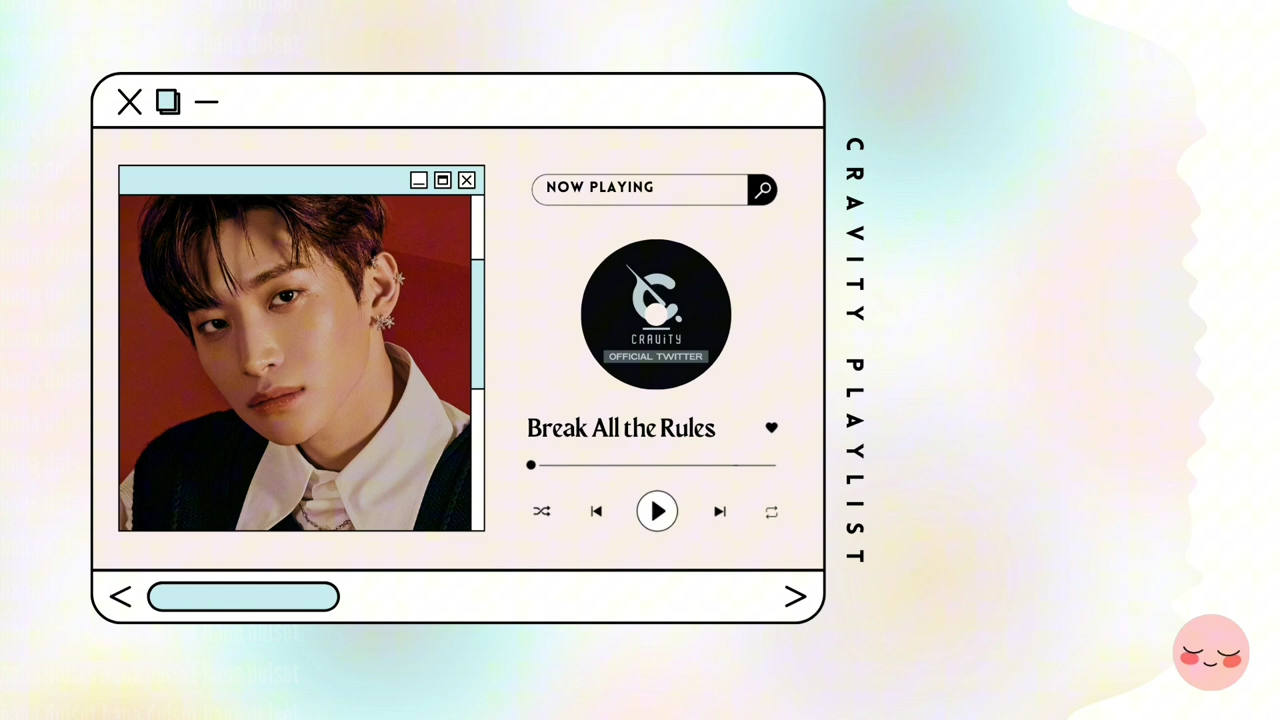 NOW PLAYING
CRAVITY
OFFICIAL TWITTER
Break All the Rules
CRAVITY PLAYLIST